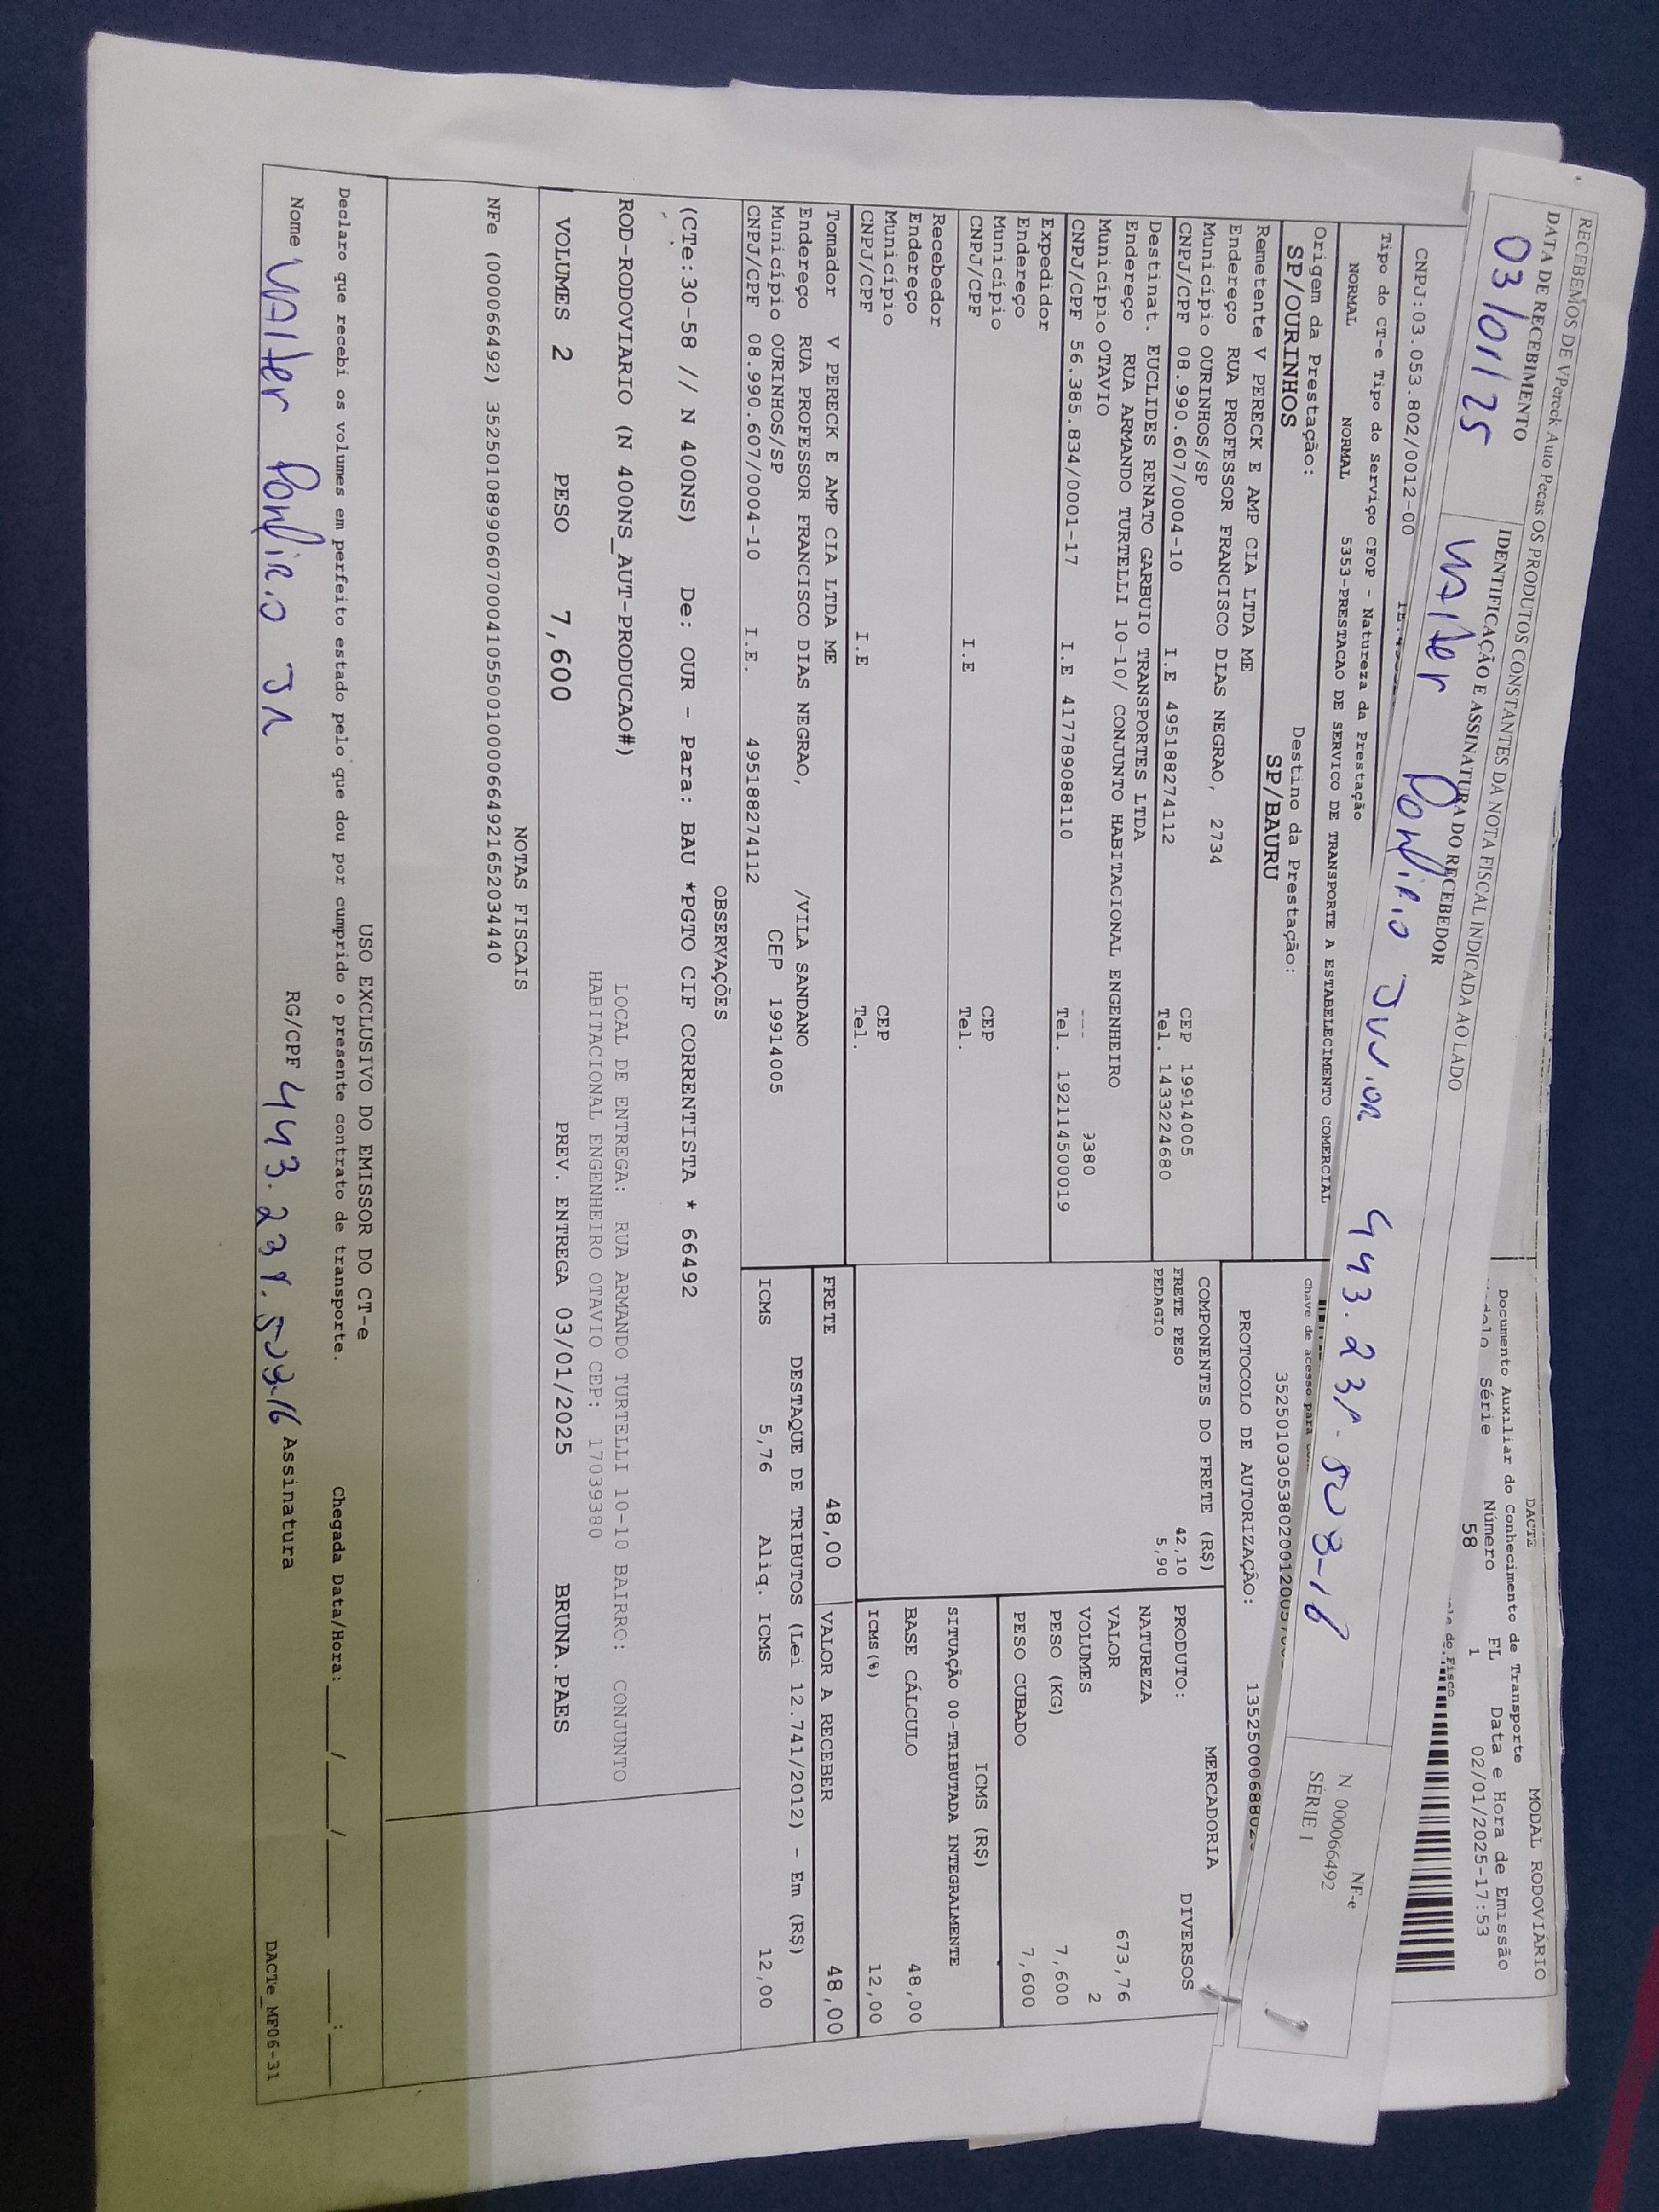 RECEBEMOS DE VPereck Auto Pecas OS PRODUTOS CONSTANTES DA NOTA FISCAL INDICADA AO LADO
DATA DE RECEBIMENTO
IDENTIFICAÇÃO E ASSINATURA DO RECEBEDOR
03/01/25
Valter Porfirio Junior
NF-e
N 000066492
SÉRIE 1
DACTE
MODAL RODOVIÁRIO
Documento Auxiliar do Conhecimento de Transporte
Série Número FL Data e Hora de Emissão
58 1 02/01/2025-17:53
CNPJ:03.053.802/0012-00
Tipo do CT-e Tipo do Serviço CFOP - Natureza da Prestação
NORMAL NORMAL 5353-PRESTACAO DE SERVICO DE TRANSPORTE A ESTABELECIMENTO COMERCIAL
Chave de acesso para
Origem da Prestação: Destino da Prestação:
SP/OURINHOS SP/BAURU
PROTOCOLO DE AUTORIZAÇÃO:
Remetente V PERECK E AMP CIA LTDA ME
Endereço RUA PROFESSOR FRANCISCO DIAS NEGRAO, 2734
Município OURINHOS/SP CEP 19914005
CNPJ/CPF 08.990.607/0004-10 I.E 495188274112 Tel. 1433224680
Destinat. EUCLIDES RENATO GARBUIO TRANSPORTES LTDA
Endereço RUA ARMANDO TURTELLI 10-10/ CONJUNTO HABITACIONAL ENGENHEIRO
Município OTAVIO 9380
CNPJ/CPF 56.385.834/0001-17 I.E 417789088110 Tel. 192114500019
Expedidor
Endereço
Município CEP
CNPJ/CPF I.E Tel.
Recebedor
Endereço
Município CEP
CNPJ/CPF I.E Tel.
Tomador V PERECK E AMP CIA LTDA ME
Endereço RUA PROFESSOR FRANCISCO DIAS NEGRAO, /VILA SANDANO
Município OURINHOS/SP CEP 19914005
CNPJ/CPF 08.990.607/0004-10 I.E. 495188274112
COMPONENTES DO FRETE (R$)
FRETE PESO 42,10
PEDAGIO 5,90
MERCADORIA
PRODUTO: DIVERSOS
NATUREZA
VALOR 673,76
VOLUMES 2
PESO (KG) 7,600
PESO CUBADO 7,600
ICMS (R$)
SITUAÇÃO 00-TRIBUTADA INTEGRALMENTE
BASE CÁLCULO 48,00
ICMS(%) 12,00
FRETE 48,00 VALOR A RECEBER 48,00
DESTAQUE DE TRIBUTOS (Lei 12.741/2012) - Em (R$)
ICMS 5,76 Aliq. ICMS 12,00
OBSERVAÇÕES
(CTe:30-58 // N 400NS) De: OUR - Para: BAU *PGTO CIF CORRENTISTA * 66492
ROD-RODOVIARIO (N 400NS_AUT-PRODUCAO#)
LOCAL DE ENTREGA: RUA ARMANDO TURTELLI 10-10 BAIRRO: CONJUNTO
HABITACIONAL ENGENHEIRO OTAVIO CEP: 17039380
VOLUMES 2 PESO 7,600 PREV. ENTREGA 03/01/2025 BRUNA.PAES
NOTAS FISCAIS
NFe (000066492) 35250108990607000410550010000664921652034440
USO EXCLUSIVO DO EMISSOR DO CT-e
Declaro que recebi os volumes em perfeito estado pelo que dou por cumprido o presente contrato de transporte. Chegada Data/Hora: ___/___/____ __:__
Nome Valter Porfirio Jr RG/CPF Assinatura
DACTe_MF06-31